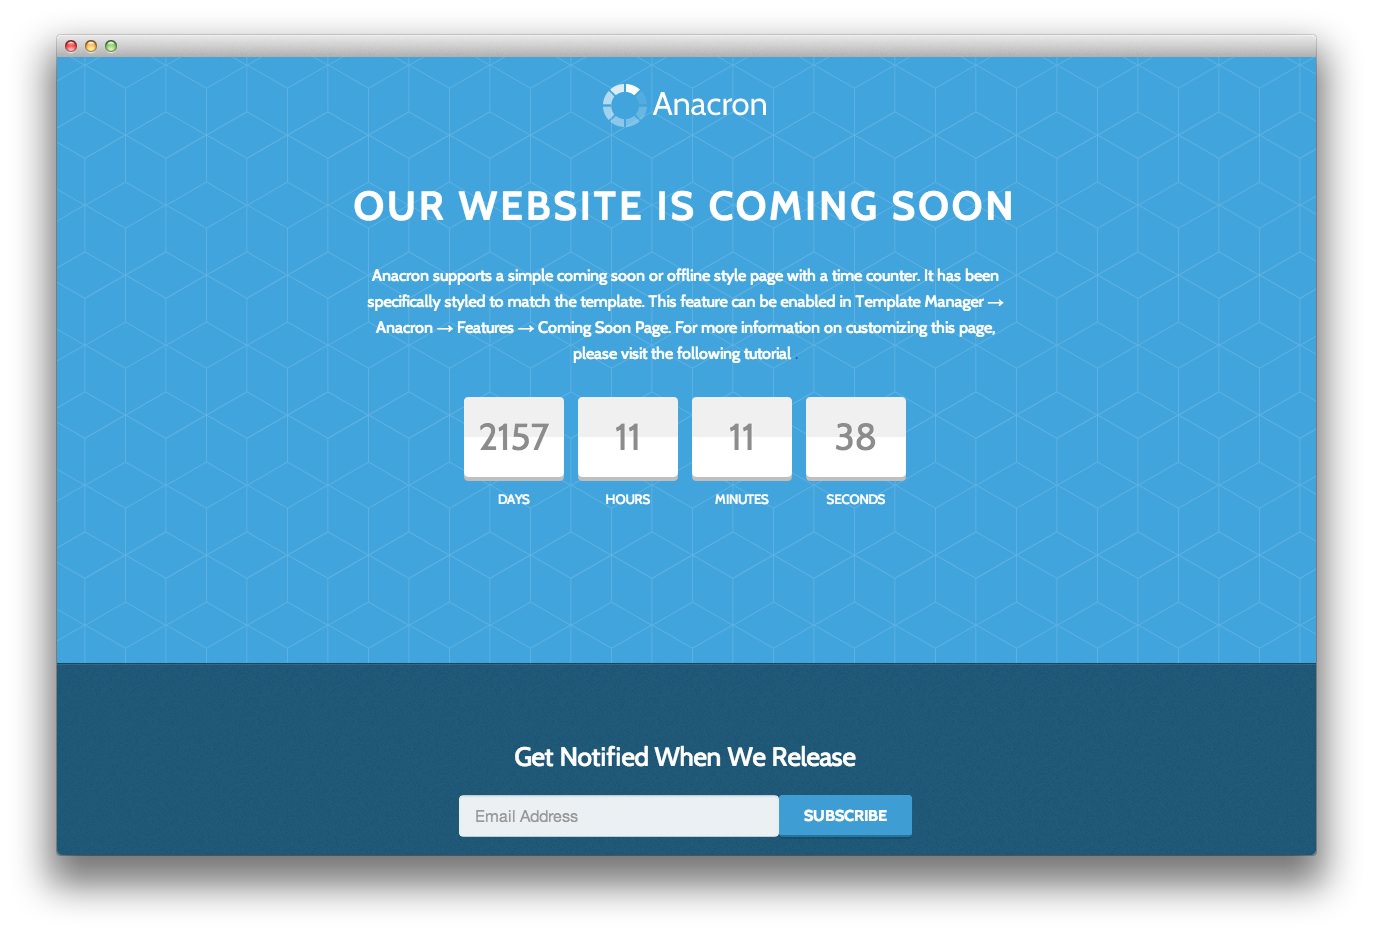 Anacron
OUR WEBSITE IS COMING SOON
Anacron supports a simple coming soon or offline style page with a time counter. It has been
specifically styled to match the template. This feature can be enabled in Template Manager →
Anacron → Features → Coming Soon Page. For more information on customizing this page,
please visit the following tutorial .
2157 11 11 38
DAYS HOURS MINUTES SECONDS
Get Notified When We Release
Email Address SUBSCRIBE